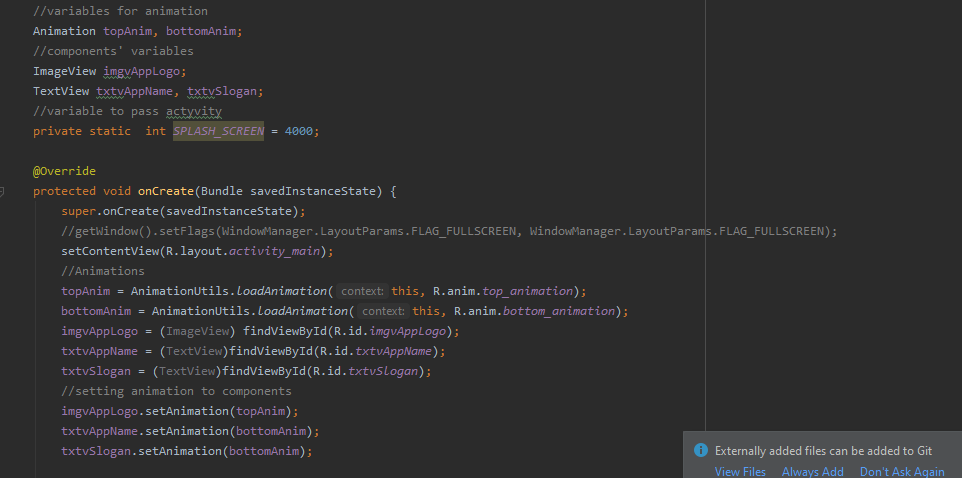 //variables for animation
Animation topAnim, bottomAnim;
//components' variables
ImageView imgvAppLogo;
TextView txtvAppName, txtvSlogan;
//variable to pass actyvity
private static  int SPLASH_SCREEN = 4000;
@Override
protected void onCreate(Bundle savedInstanceState) {
super.onCreate(savedInstanceState);
//getWindow().setFlags(WindowManager.LayoutParams.FLAG_FULLSCREEN, WindowManager.LayoutParams.FLAG_FULLSCREEN);
setContentView(R.layout.activity_main);
//Animations
topAnim = AnimationUtils.loadAnimation( context: this, R.anim.top_animation);
bottomAnim = AnimationUtils.loadAnimation( context: this, R.anim.bottom_animation);
imgvAppLogo = (ImageView) findViewById(R.id.imgvAppLogo);
txtvAppName = (TextView)findViewById(R.id.txtvAppName);
txtvSlogan = (TextView)findViewById(R.id.txtvSlogan);
//setting animation to components
imgvAppLogo.setAnimation(topAnim);
txtvAppName.setAnimation(bottomAnim);
txtvSlogan.setAnimation(bottomAnim);
Externally added files can be added to Git
View Files Always Add Don't Ask Again